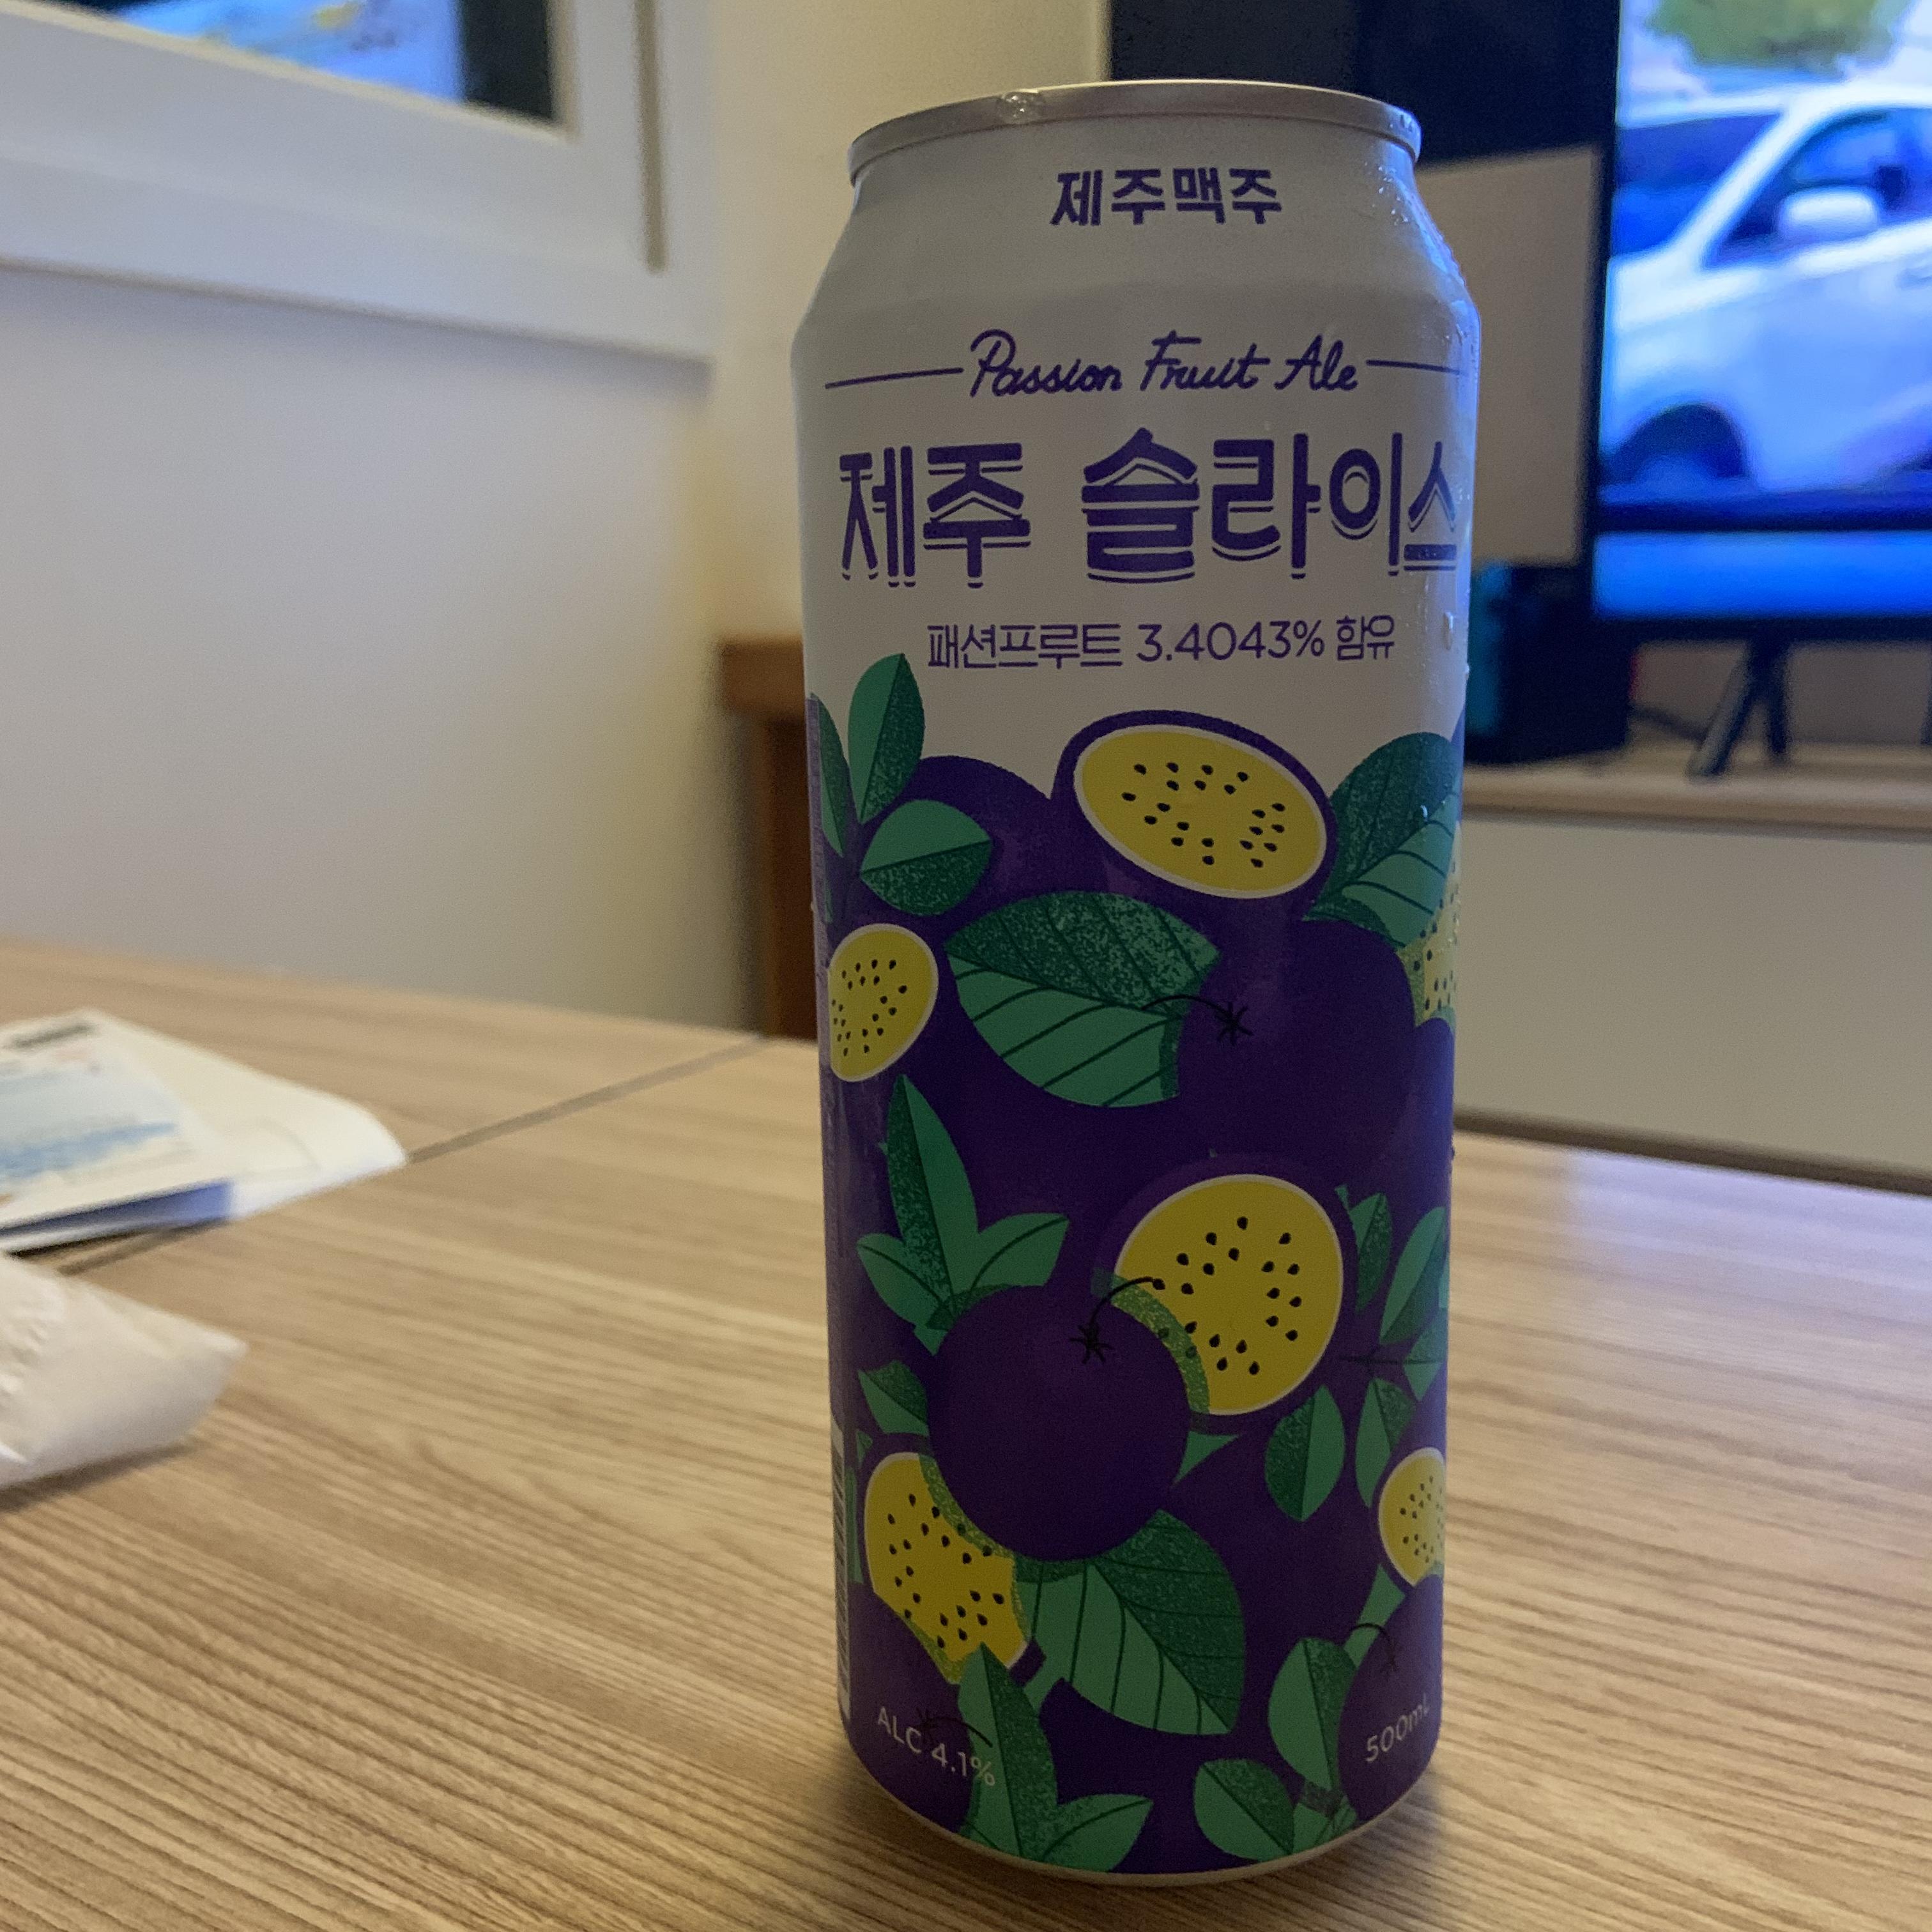 제주맥주
Passion Fruit Ale
제주 슬라이스
패션프루트 3.4043% 함유
ALC 4.1%
500mL